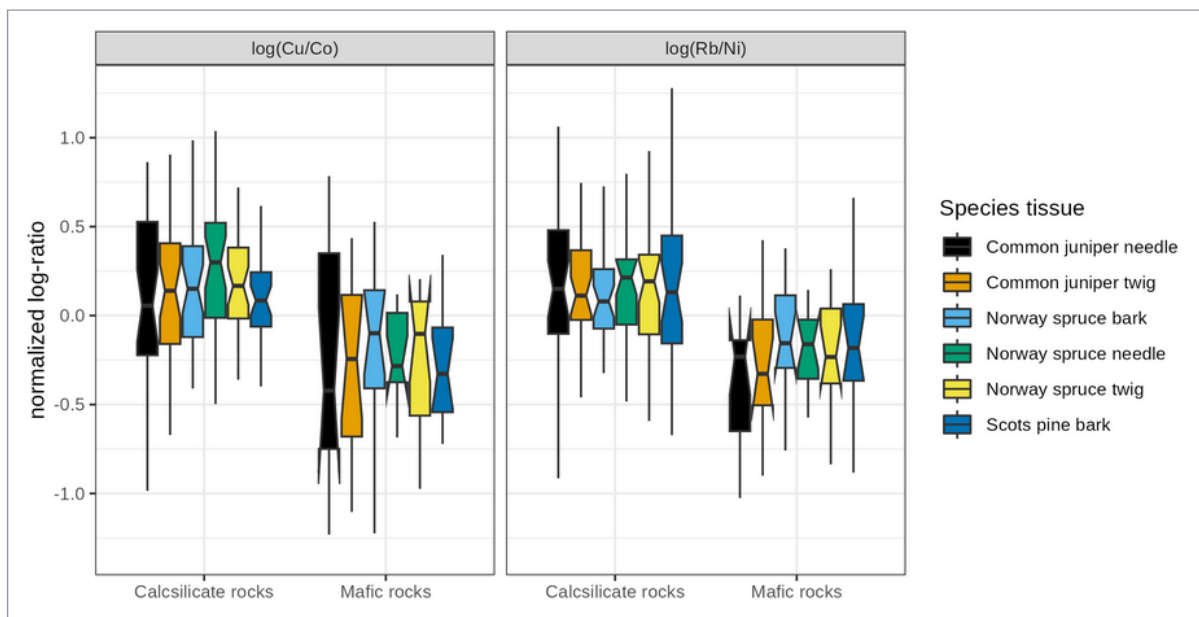 log(Cu/Co)
log(Rb/Ni)
normalized log-ratio
1.0
0.5
0.0
-0.5
-1.0
Calcsilicate rocks
Mafic rocks
Calcsilicate rocks
Mafic rocks
Species tissue
Common juniper needle
Common juniper twig
Norway spruce bark
Norway spruce needle
Norway spruce twig
Scots pine bark